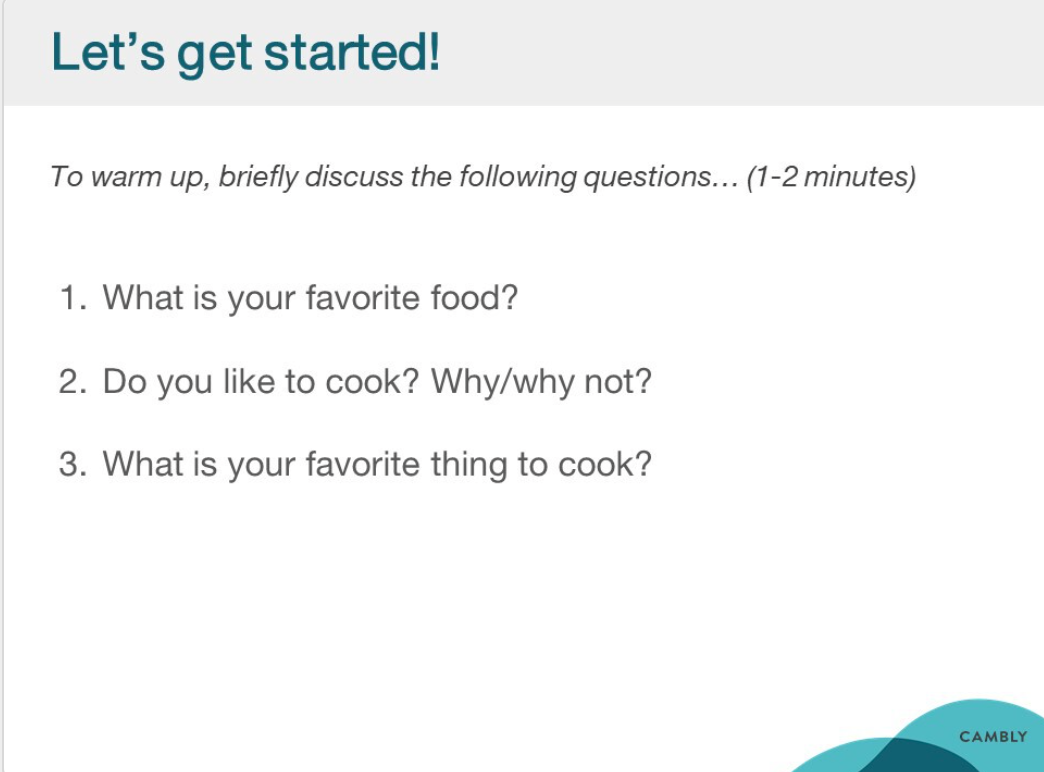 Let’s get started!
To warm up, briefly discuss the following questions… (1-2 minutes)
1. What is your favorite food?
2. Do you like to cook? Why/why not?
3. What is your favorite thing to cook?
CAMBLY